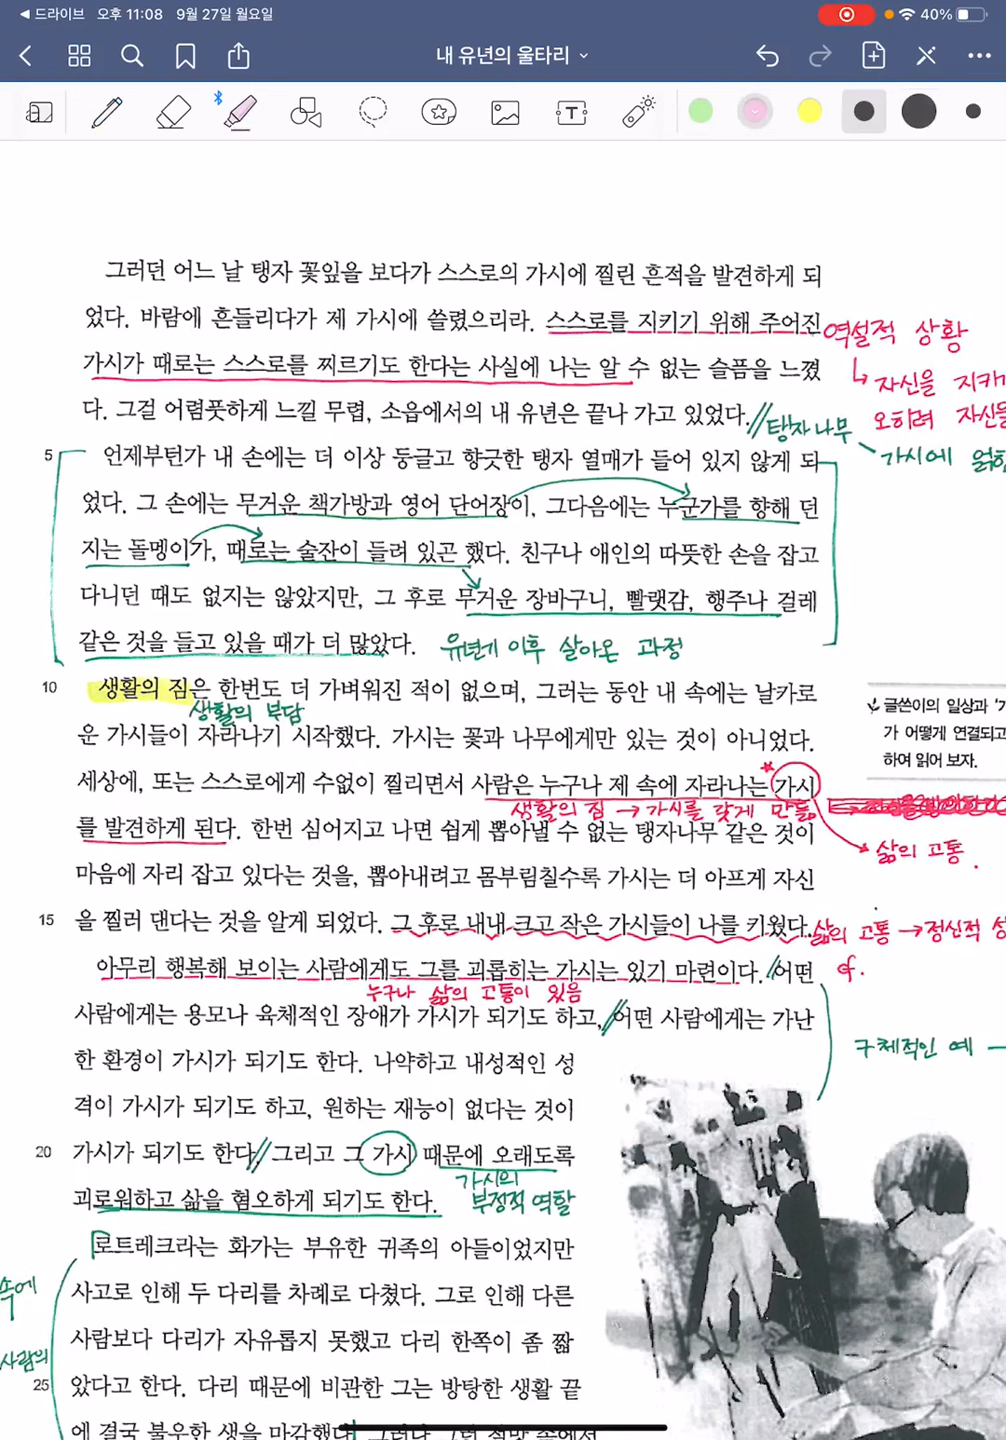 드라이브 오후 11:08 9월 27일 월요일
40%
내 유년의 울타리
그러던 어느 날 탱자 꽃잎을 보다가 스스로의 가시에 찔린 흔적을 발견하게 되
었다. 바람에 흔들리다가 제 가시에 쓸렸으리라. 스스로를 지키기 위해 주어진
역설적 상황
가시가 때로는 스스로를 찌르기도 한다는 사실에 나는 알 수 없는 슬픔을 느꼈
자신을 지키
다. 그걸 어렴풋하게 느낄 무렵, 소읍에서의 내 유년은 끝나 가고 있었다.
오히려 자신을
탱자나무
가시에 얽힌
5 언제부턴가 내 손에는 더 이상 둥글고 향긋한 탱자 열매가 들어 있지 않게 되
었다. 그 손에는 무거운 책가방과 영어 단어장이, 그다음에는 누군가를 향해 던
지는 돌멩이가, 때로는 술잔이 들려 있곤 했다. 친구나 애인의 따뜻한 손을 잡고
다니던 때도 없지는 않았지만, 그 후로 무거운 장바구니, 빨랫감, 행주나 걸레
같은 것을 들고 있을 때가 더 많았다.
유년기 이후 살아온 과정
10 생활의 짐은 한번도 더 가벼워진 적이 없으며, 그러는 동안 내 속에는 날카로
생활의 부담
운 가시들이 자라나기 시작했다. 가시는 꽃과 나무에게만 있는 것이 아니었다.
글쓴이의 일상과 '가
가 어떻게 연결되고
하여 읽어 보자.
세상에, 또는 스스로에게 수없이 찔리면서 사람은 누구나 제 속에 자라나는 가시
생활의 짐 → 가시를 갖게 만듦
를 발견하게 된다. 한번 심어지고 나면 쉽게 뽑아낼 수 없는 탱자나무 같은 것이
삶의 고통.
마음에 자리 잡고 있다는 것을, 뽑아내려고 몸부림칠수록 가시는 더 아프게 자신
15 을 찔러 댄다는 것을 알게 되었다. 그 후로 내내 크고 작은 가시들이 나를 키웠다.
삶의 고통 → 정신적 성
아무리 행복해 보이는 사람에게도 그를 괴롭히는 가시는 있기 마련이다. 어떤
누구나 삶의 고통이 있음
사람에게는 용모나 육체적인 장애가 가시가 되기도 하고, 어떤 사람에게는 가난
구체적인 예
한 환경이 가시가 되기도 한다. 나약하고 내성적인 성
격이 가시가 되기도 하고, 원하는 재능이 없다는 것이
20 가시가 되기도 한다. 그리고 그 가시 때문에 오래도록
가시의
부정적 역할
괴로워하고 삶을 혐오하게 되기도 한다.
로트레크라는 화가는 부유한 귀족의 아들이었지만
속에
사고로 인해 두 다리를 차례로 다쳤다. 그로 인해 다른
사람보다 다리가 자유롭지 못했고 다리 한쪽이 좀 짧
사람의
25 았다고 한다. 다리 때문에 비관한 그는 방탕한 생활 끝
에 결국 불우한 생을 마감했다. 그러나 그런 절망 속에서